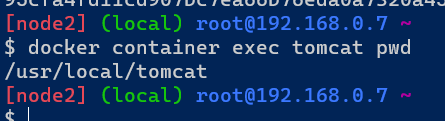 [node2] (local) root@192.168.0.7 ~
$ docker container exec tomcat pwd
/usr/local/tomcat
[node2] (local) root@192.168.0.7 ~
$